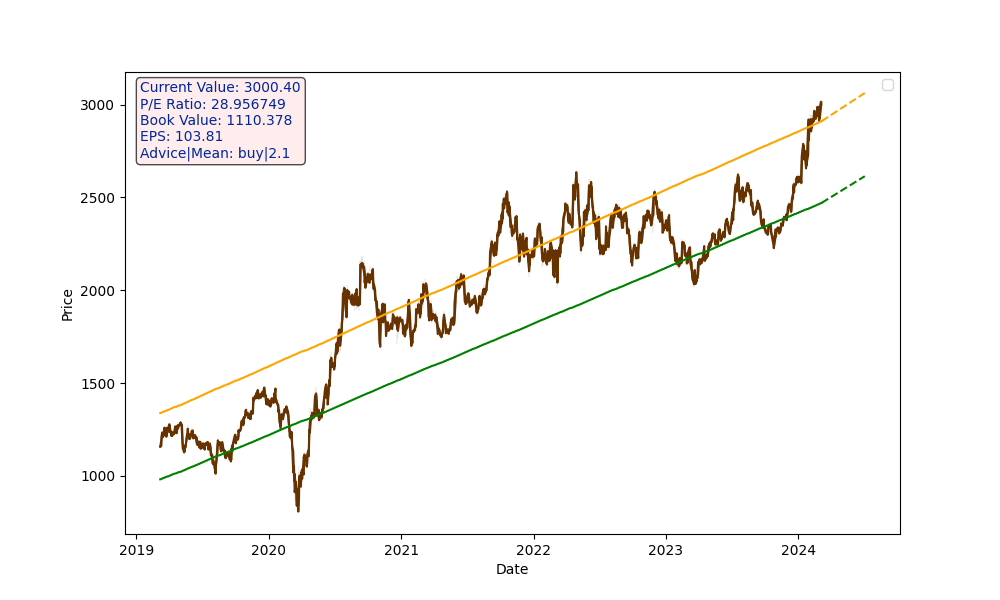 Current Value: 3000.40
P/E Ratio: 28.956749
Book Value: 1110.378
EPS: 103.81
Advice|Mean: buy|2.1
3000
2500
2000
1500
1000
Price
2019 2020 2021 2022 2023 2024
Date